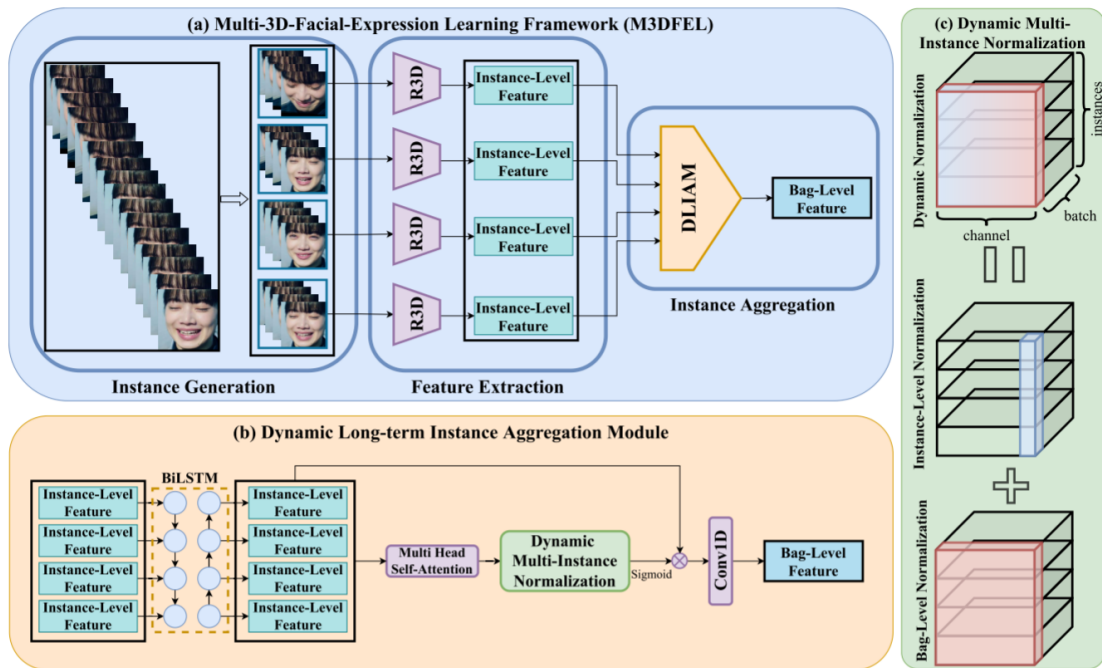 (a) Multi-3D-Facial-Expression Learning Framework (M3DFEL)
R3D
R3D
R3D
R3D
Instance-Level
Feature
Instance-Level
Feature
Instance-Level
Feature
Instance-Level
Feature
DLIAM
Bag-Level
Feature
Instance Generation
Feature Extraction
Instance Aggregation
(b) Dynamic Long-term Instance Aggregation Module
Instance-Level
Feature
Instance-Level
Feature
Instance-Level
Feature
Instance-Level
Feature
BiLSTM
Instance-Level
Feature
Instance-Level
Feature
Instance-Level
Feature
Instance-Level
Feature
Multi Head
Self-Attention
Dynamic
Multi-Instance
Normalization
Sigmoid
Conv1D
Bag-Level
Feature
(c) Dynamic Multi-
Instance Normalization
Dynamic Normalization
instances
batch
channel
Instance-Level Normalization
Bag-Level Normalization